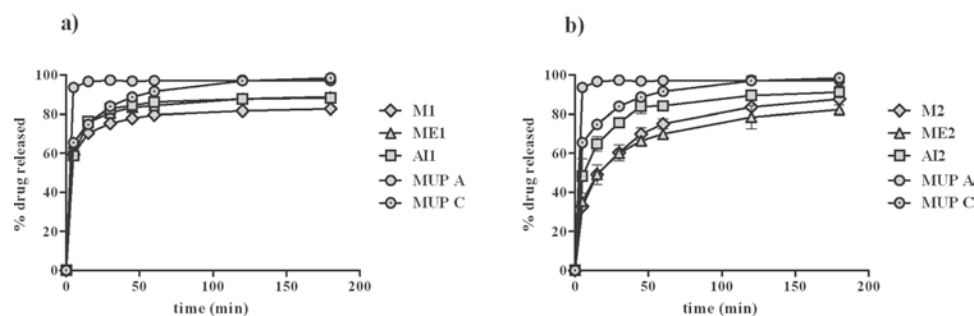 a)
% drug released
100
80
60
40
20
0
0 50 100 150 200
time (min)
M1
ME1
AI1
MUP A
MUP C
b)
% drug released
100
80
60
40
20
0
0 50 100 150 200
time (min)
M2
ME2
AI2
MUP A
MUP C